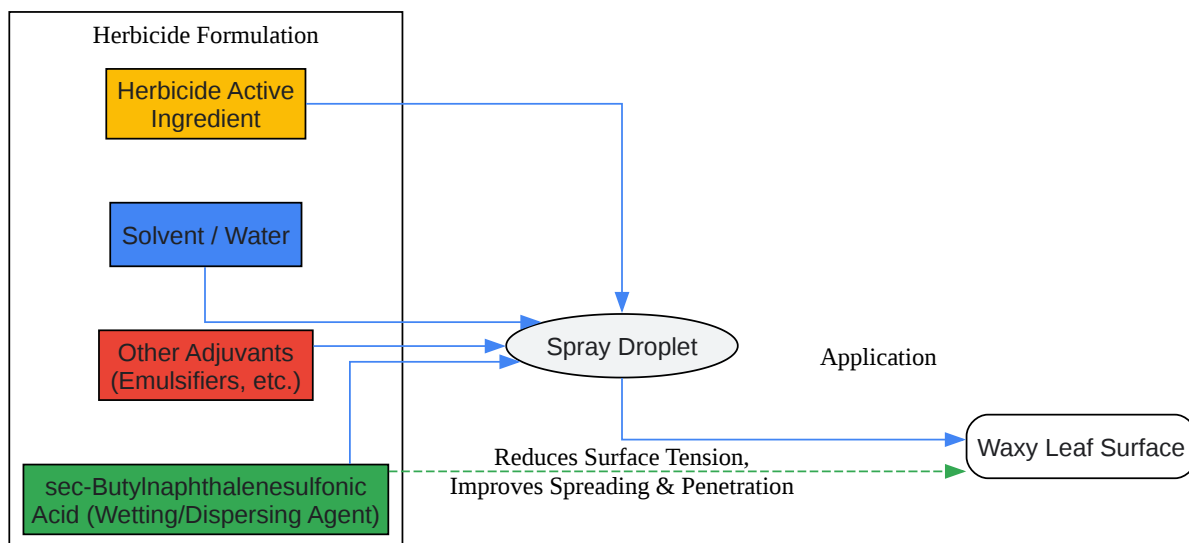 Herbicide Formulation
Herbicide Active
Ingredient
Solvent / Water
Other Adjuvants
(Emulsifiers, etc.)
sec-Butylnaphthalenesulfonic
Acid (Wetting/Dispersing Agent)
Spray Droplet
Application
Waxy Leaf Surface
Reduces Surface Tension,
Improves Spreading & Penetration